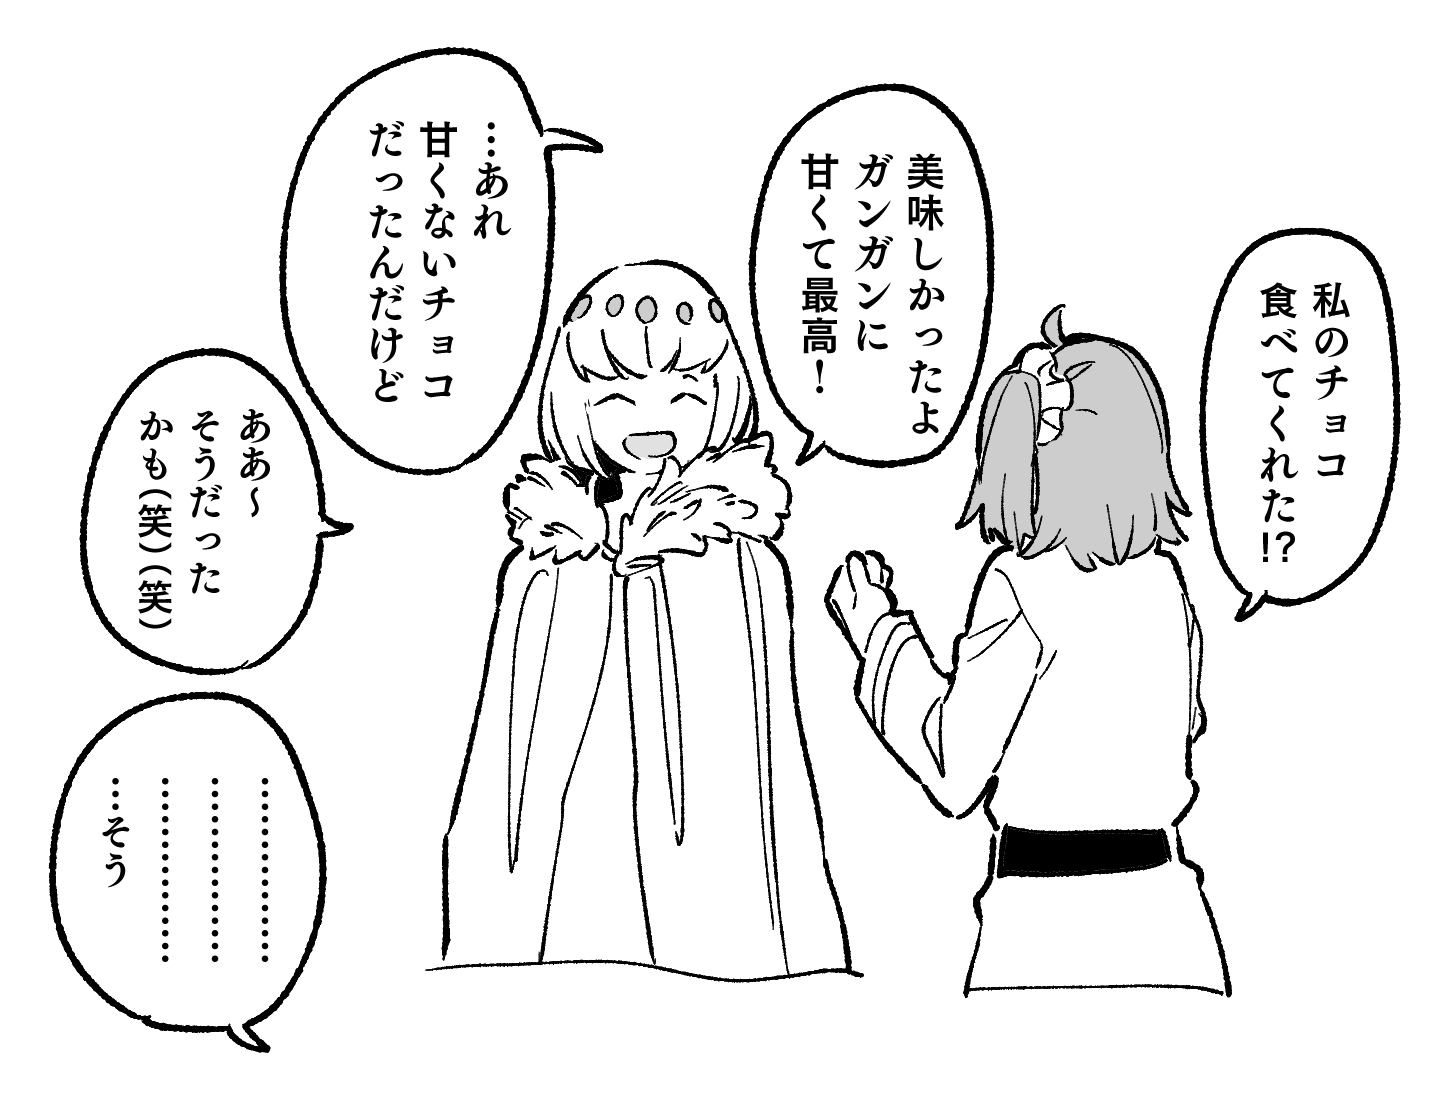 私のチョコ
食べてくれた!?
美味しかったよ
ガンガンに
甘くて最高！
…あれ
甘くないチョコ
だったんだけど
ああ〜
そうだった
かも(笑)(笑)
………………
………………
………………
…そう